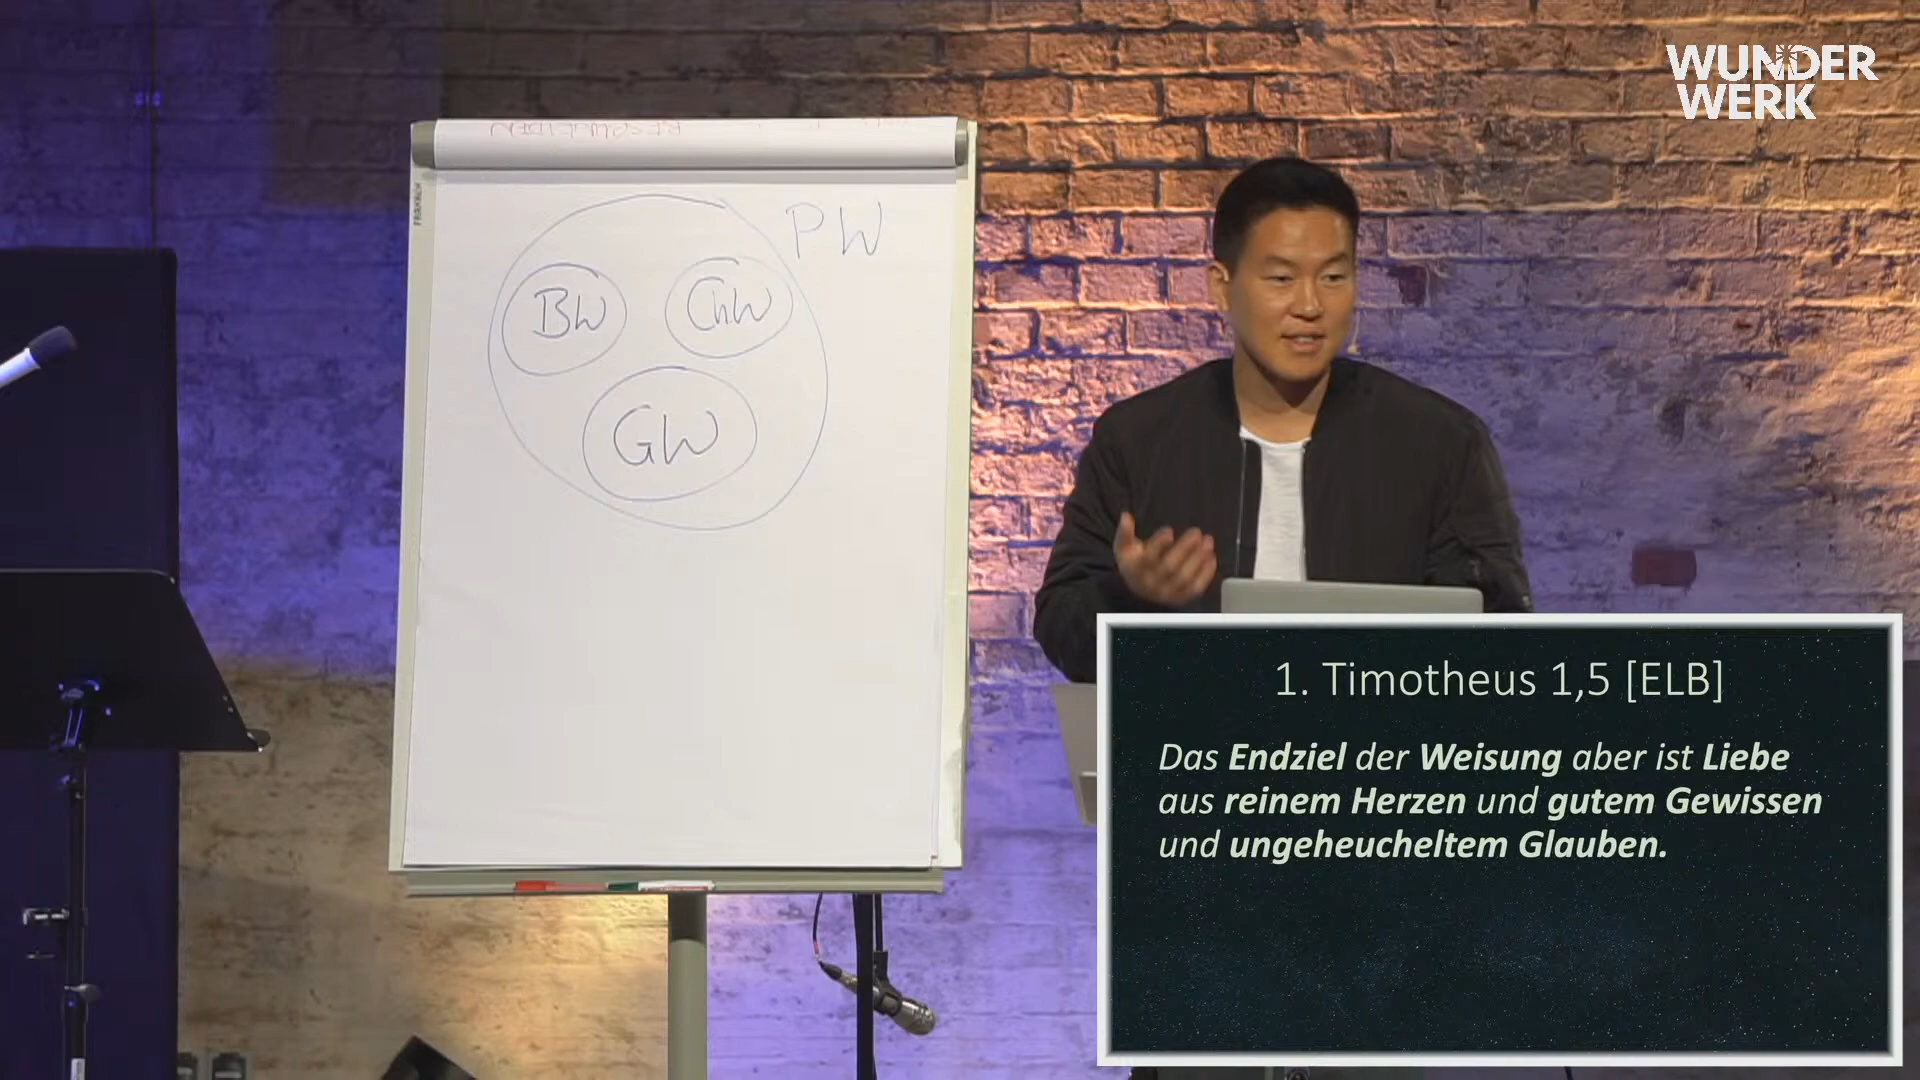 WUNDER
WERK
PW
BW
ChW
GW
1. Timotheus 1,5 [ELB]
Das Endziel der Weisung aber ist Liebe
aus reinem Herzen und gutem Gewissen
und ungeheucheltem Glauben.